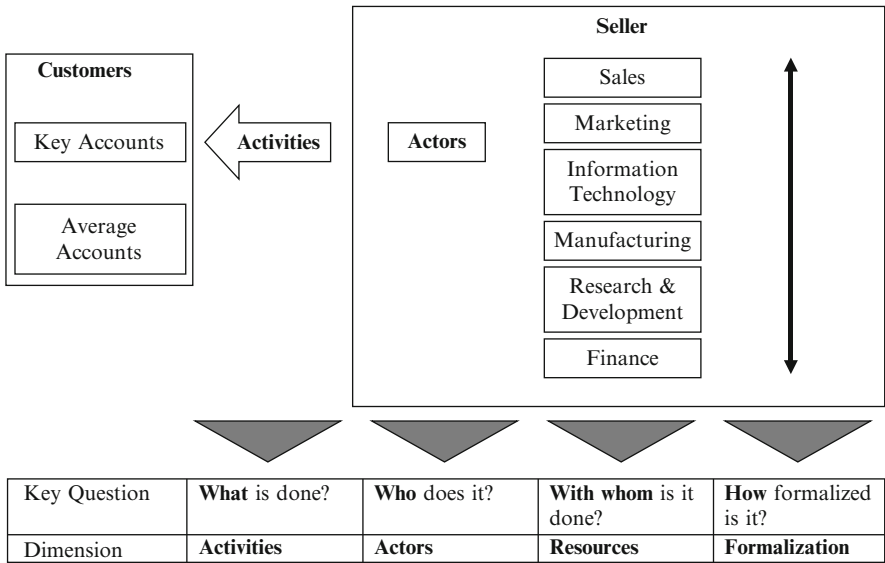 Seller
Customers
Sales
Key Accounts
Activities
Actors
Marketing
Information
Technology
Average
Accounts
Manufacturing
Research &
Development
Finance
Key Question
What is done?
Who does it?
With whom is it
done?
How formalized
is it?
Dimension
Activities
Actors
Resources
Formalization